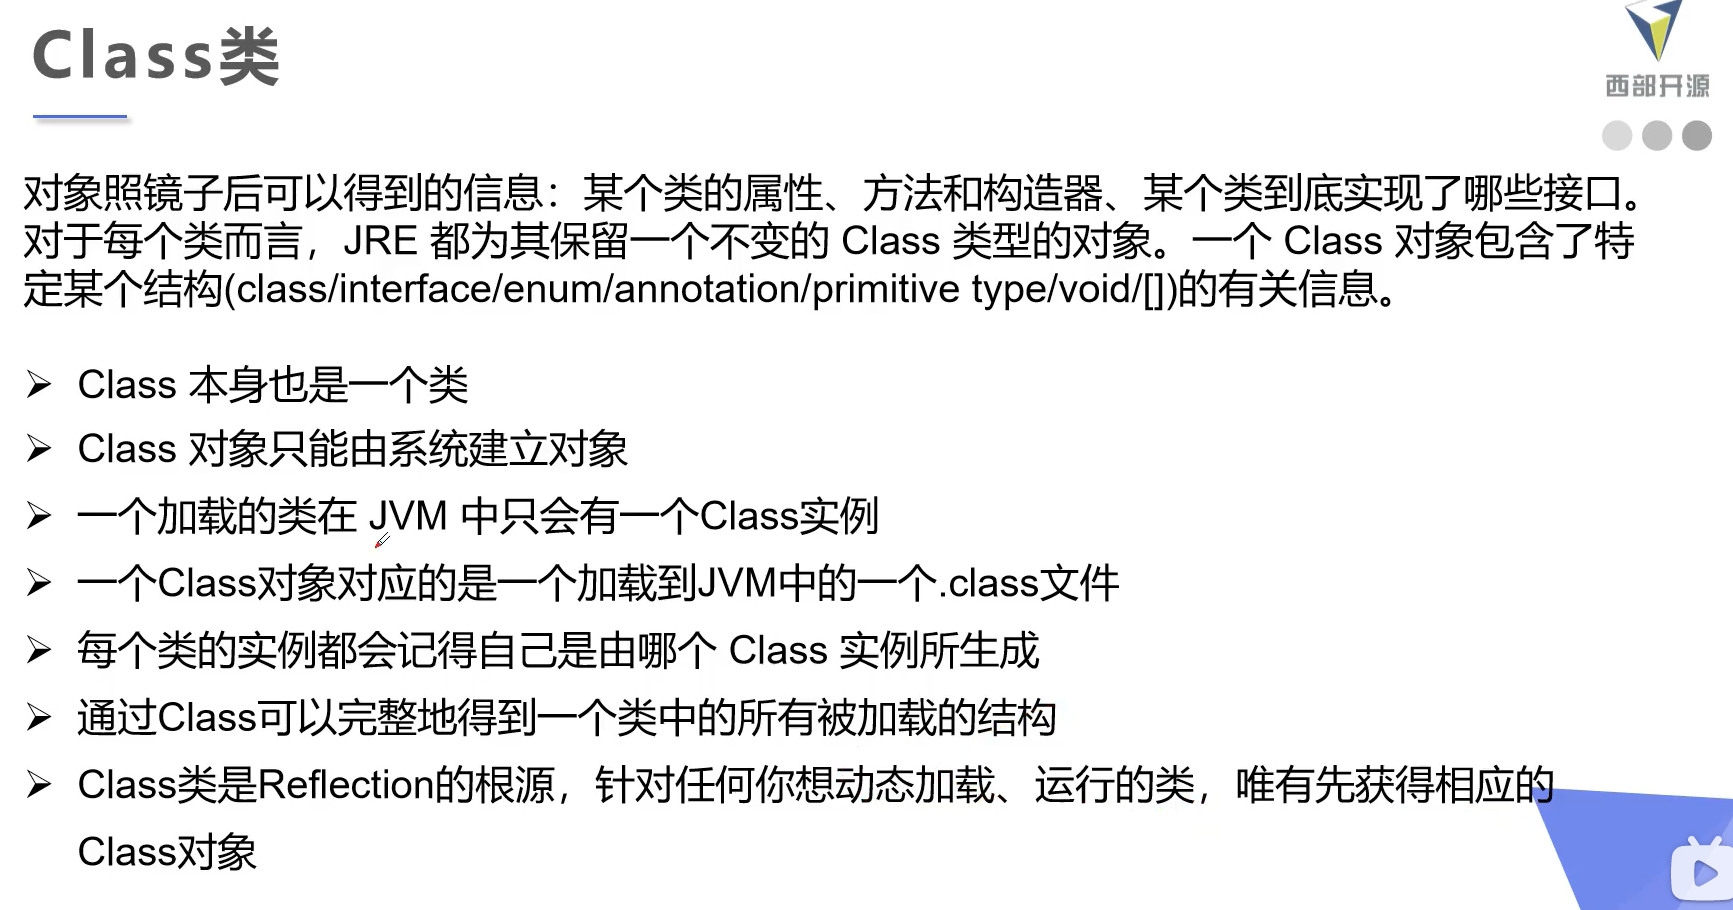 Class类
西部开源
对象照镜子后可以得到的信息：某个类的属性、方法和构造器、某个类到底实现了哪些接口。
对于每个类而言，JRE 都为其保留一个不变的 Class 类型的对象。一个 Class 对象包含了特
定某个结构(class/interface/enum/annotation/primitive type/void/[])的有关信息。
➢ Class 本身也是一个类
➢ Class 对象只能由系统建立对象
➢ 一个加载的类在 JVM 中只会有一个Class实例
➢ 一个Class对象对应的是一个加载到JVM中的一个.class文件
➢ 每个类的实例都会记得自己是由哪个 Class 实例所生成
➢ 通过Class可以完整地得到一个类中的所有被加载的结构
➢ Class类是Reflection的根源，针对任何你想动态加载、运行的类，唯有先获得相应的
Class对象